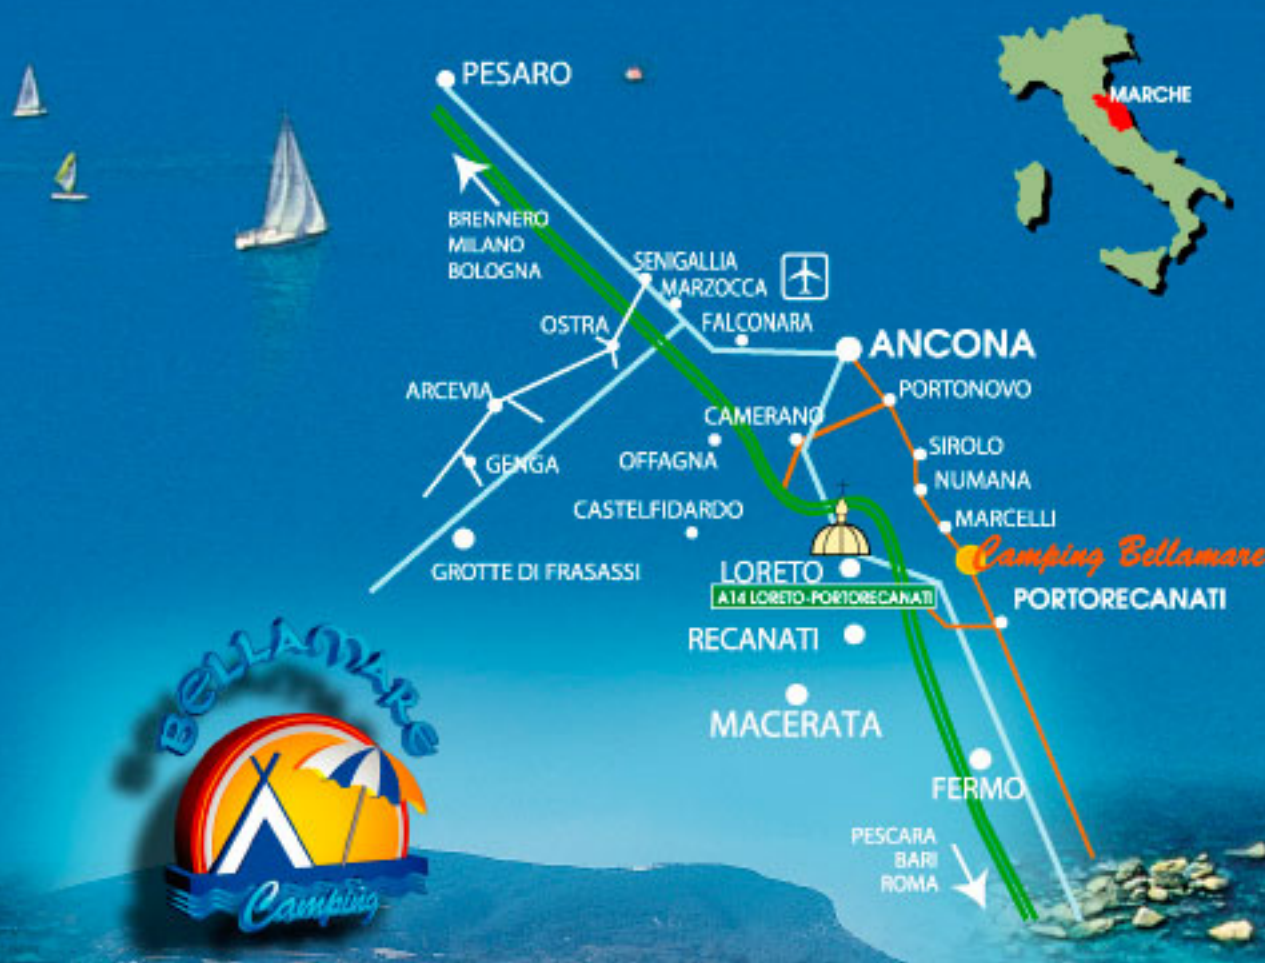 PESARO
MARCHE
BRENNERO
MILANO
BOLOGNA
SENIGALLIA
MARZOCCA
OSTRA
FALCONARA
ANCONA
ARCEVIA
PORTONOVO
CAMERANO
SIROLO
OFFAGNA
GENGA
NUMANA
CASTELFIDARDO
MARCELLI
Camping Bellamare
GROTTE DI FRASASSI
LORETO
A14 LORETO-PORTORECANATI
PORTORECANATI
RECANATI
BELLAMARE
MACERATA
FERMO
PESCARA
BARI
ROMA
Camping